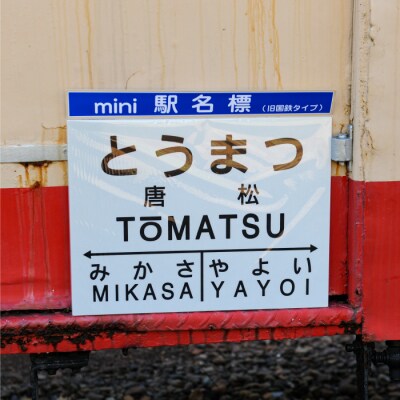 mini 駅名標 (旧国鉄タイプ)
とうまつ
唐 松
TŌMATSU
みかさ やよい
MIKASA YAYOI